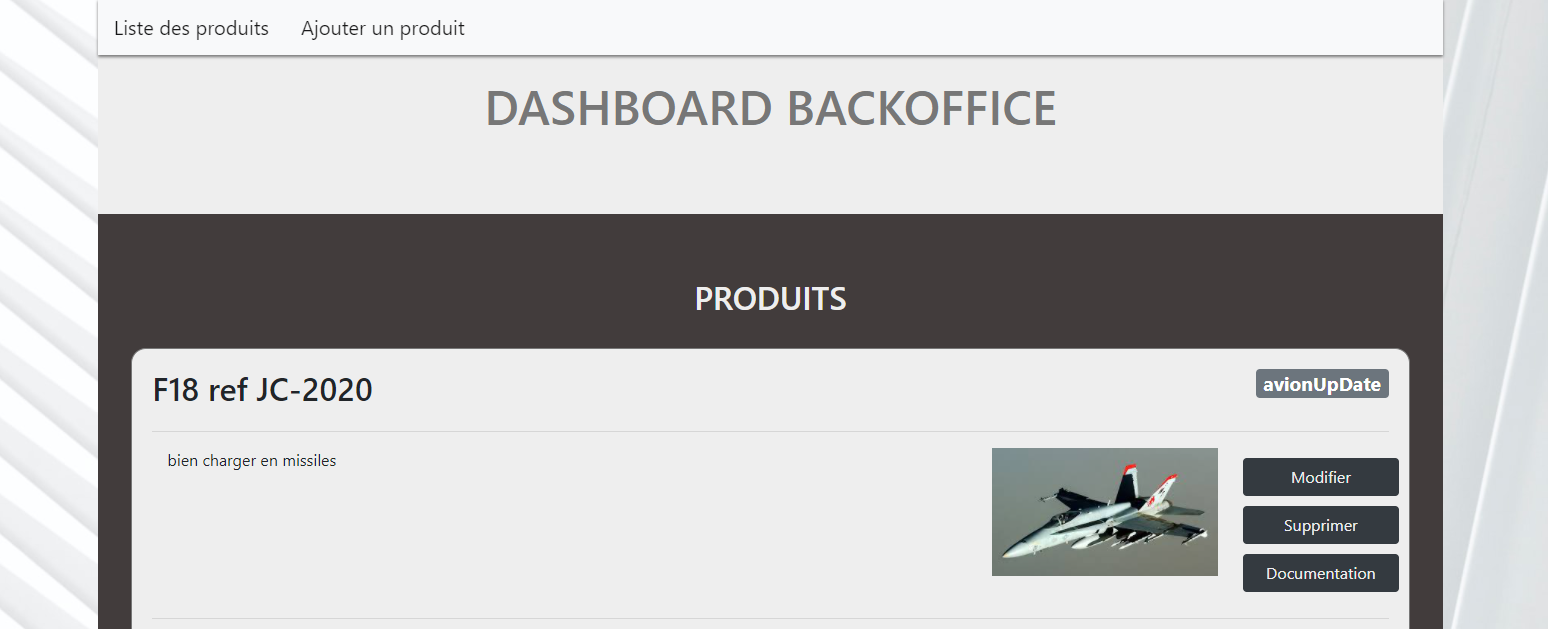 Liste des produits Ajouter un produit
DASHBOARD BACKOFFICE
PRODUITS
F18 ref JC-2020
avionUpDate
bien charger en missiles
Modifier
Supprimer
Documentation